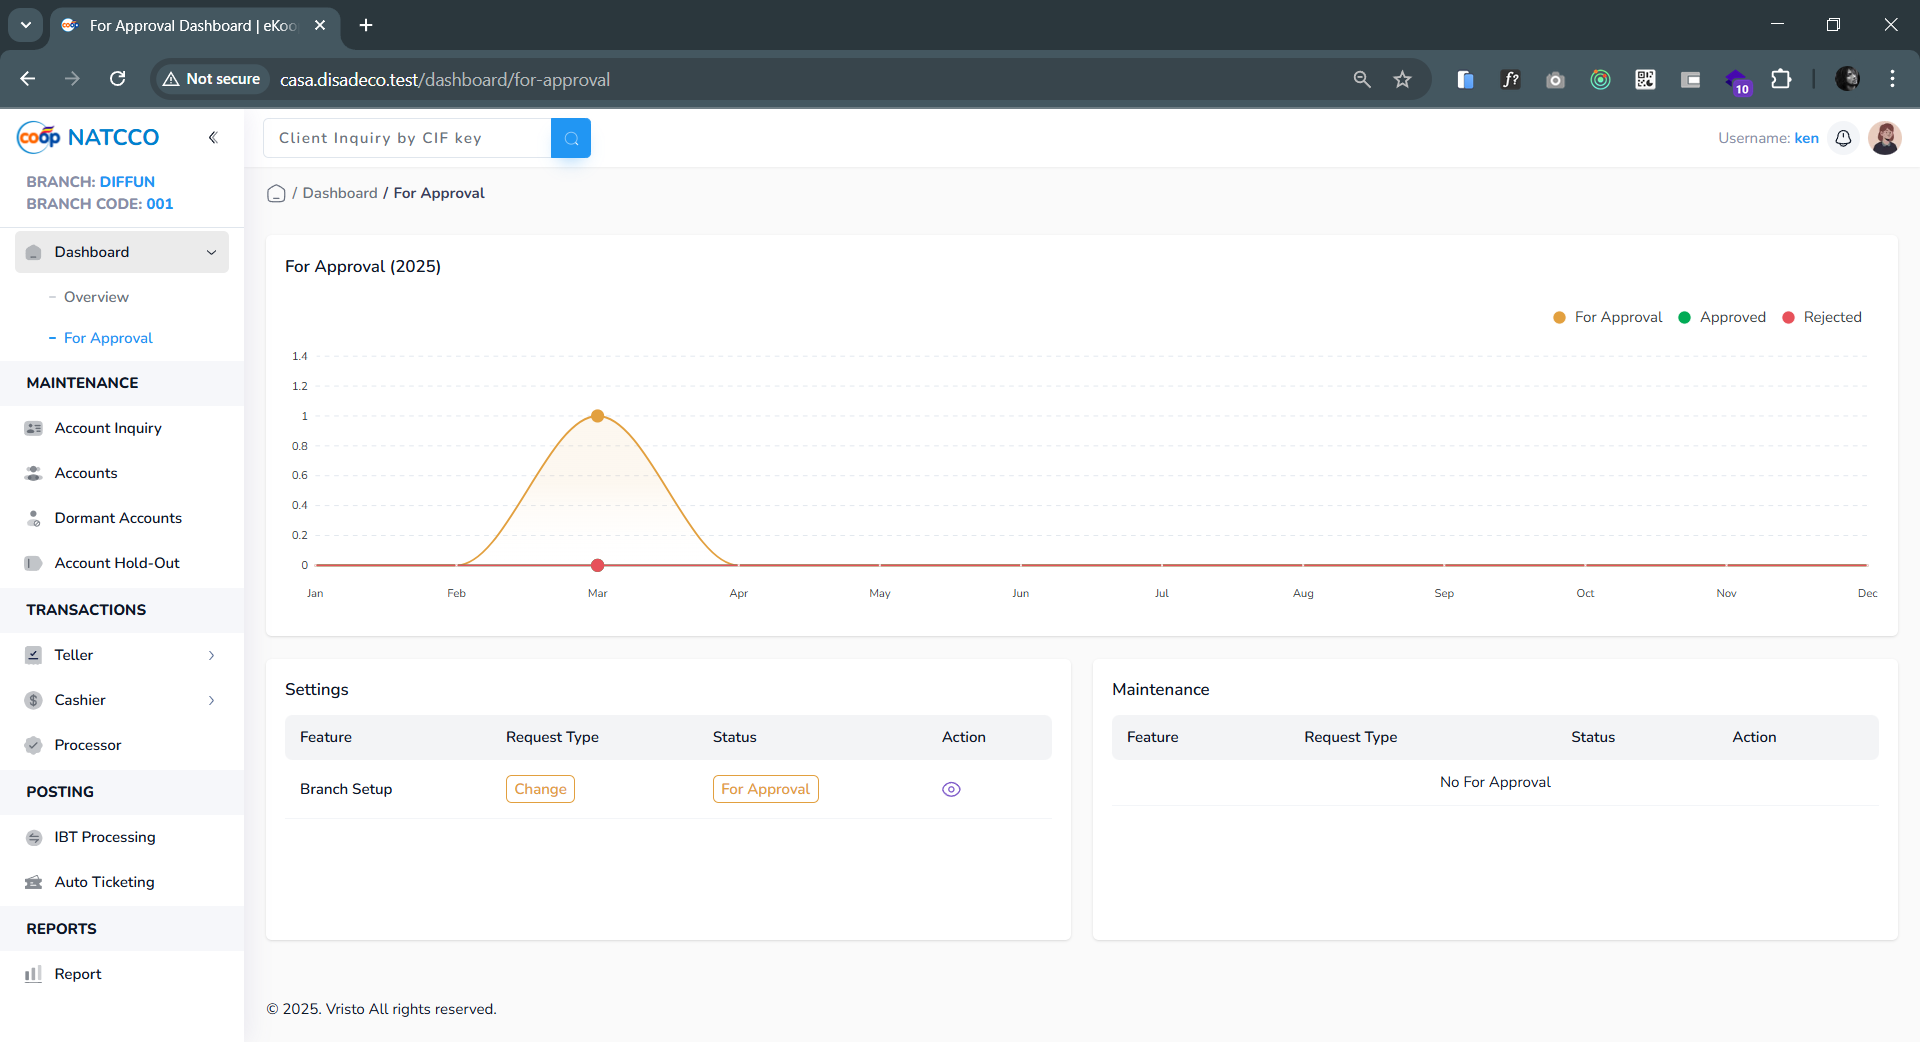 For Approval Dashboard | eKoo
Not secure
casa.disadeco.test/dashboard/for-approval
f?
10
coop NATCCO
BRANCH: DIFFUN
BRANCH CODE: 001
Dashboard
Overview
For Approval
MAINTENANCE
Account Inquiry
Accounts
Dormant Accounts
Account Hold-Out
TRANSACTIONS
Teller
Cashier
Processor
POSTING
IBT Processing
Auto Ticketing
REPORTS
Report
Client Inquiry by CIF key
Username: ken
/ Dashboard / For Approval
For Approval (2025)
For Approval Approved Rejected
1.4
1.2
1
0.8
0.6
0.4
0.2
0
Jan Feb Mar Apr May Jun Jul Aug Sep Oct Nov Dec
Settings
Feature Request Type Status Action
Branch Setup Change For Approval
Maintenance
Feature Request Type Status Action
No For Approval
© 2025. Vristo All rights reserved.